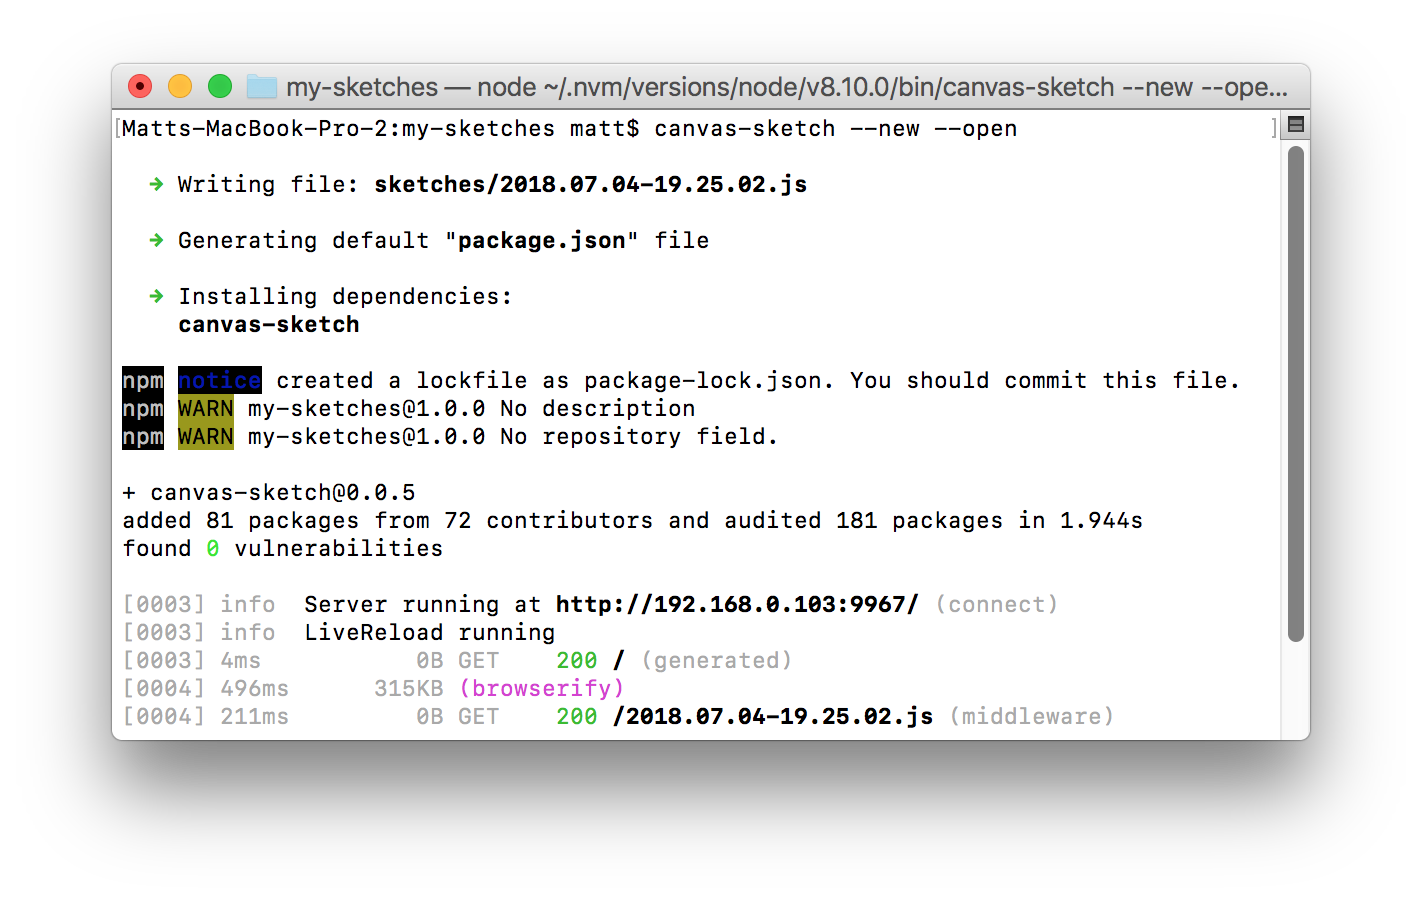 my-sketches — node ~/.nvm/versions/node/v8.10.0/bin/canvas-sketch --new --ope...
[Matts-MacBook-Pro-2:my-sketches matt$ canvas-sketch --new --open ]
➔ Writing file: sketches/2018.07.04-19.25.02.js
➔ Generating default "package.json" file
➔ Installing dependencies:
canvas-sketch
npm notice created a lockfile as package-lock.json. You should commit this file.
npm WARN my-sketches@1.0.0 No description
npm WARN my-sketches@1.0.0 No repository field.
+ canvas-sketch@0.0.5
added 81 packages from 72 contributors and audited 181 packages in 1.944s
found 0 vulnerabilities
[0003] info  Server running at http://192.168.0.103:9967/ (connect)
[0003] info  LiveReload running
[0003] 4ms           0B GET    200 / (generated)
[0004] 496ms      315KB (browserify)
[0004] 211ms         0B GET    200 /2018.07.04-19.25.02.js (middleware)